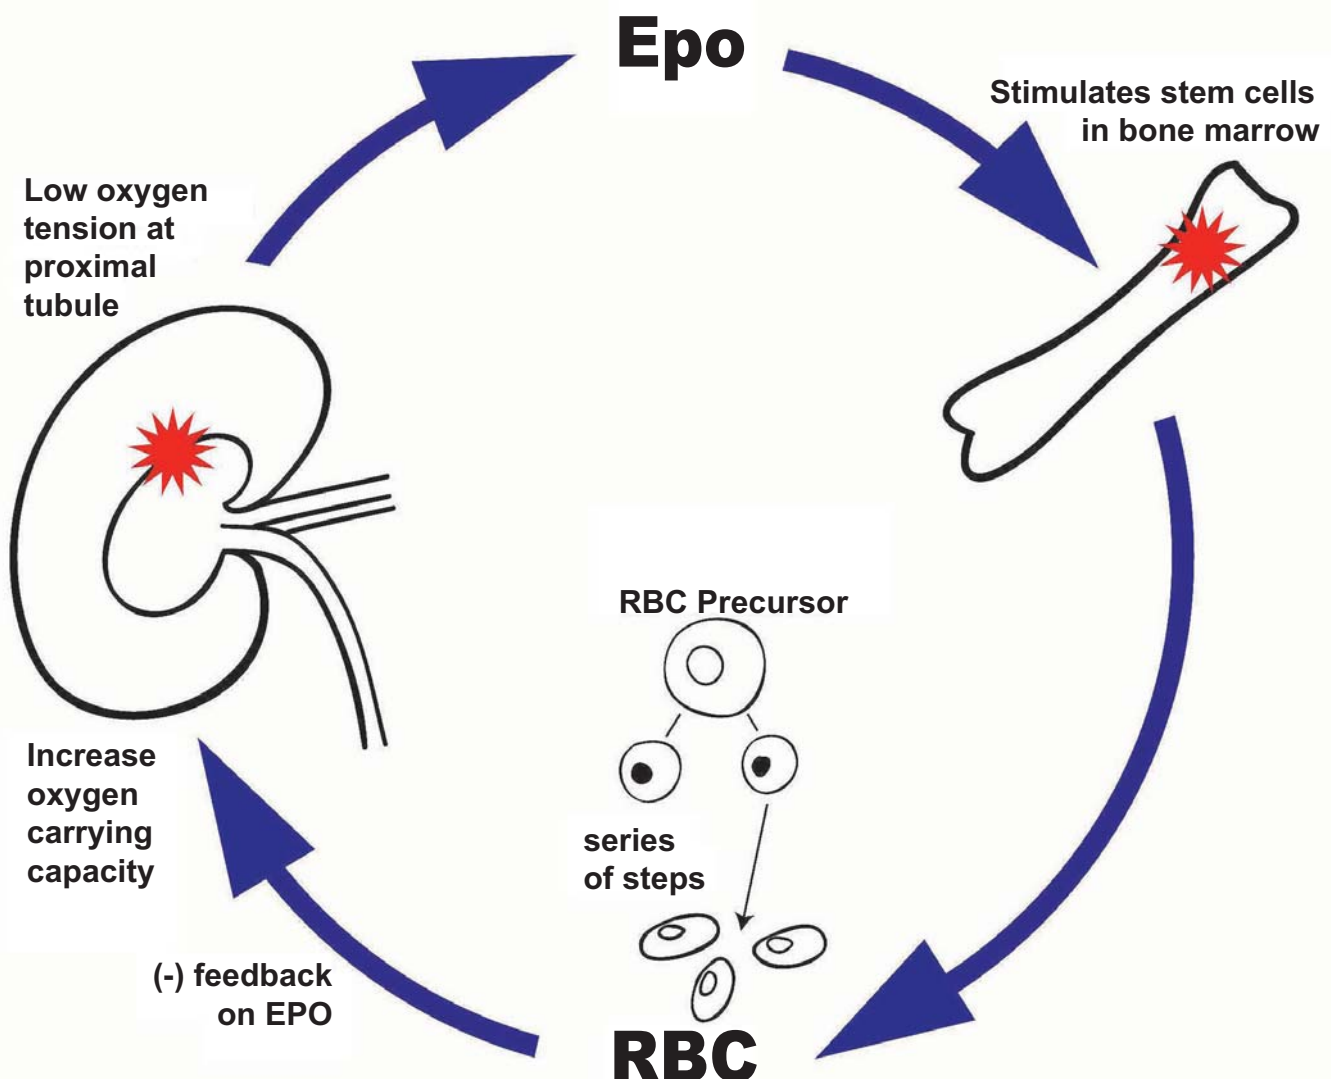 Epo
Stimulates stem cells
in bone marrow
Low oxygen
tension at
proximal
tubule
RBC Precursor
Increase
oxygen
carrying
capacity
series
of steps
(-) feedback
on EPO
RBC